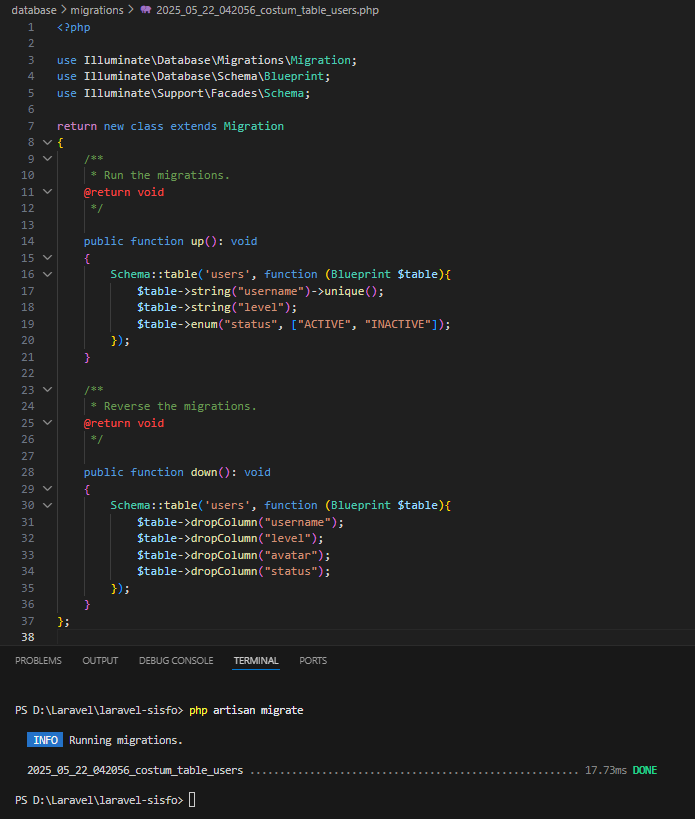 database > migrations > 2025_05_22_042056_costum_table_users.php
1 <?php
2
3 use Illuminate\Database\Migrations\Migration;
4 use Illuminate\Database\Schema\Blueprint;
5 use Illuminate\Support\Facades\Schema;
6
7 return new class extends Migration
8 {
9     /**
10      * Run the migrations.
11     @return void
12      */
13
14     public function up(): void
15     {
16         Schema::table('users', function (Blueprint $table){
17             $table->string("username")->unique();
18             $table->string("level");
19             $table->enum("status", ["ACTIVE", "INACTIVE"]);
20         });
21     }
22
23     /**
24      * Reverse the migrations.
25     @return void
26      */
27
28     public function down(): void
29     {
30         Schema::table('users', function (Blueprint $table){
31             $table->dropColumn("username");
32             $table->dropColumn("level");
33             $table->dropColumn("avatar");
34             $table->dropColumn("status");
35         });
36     }
37 };
38
PROBLEMS OUTPUT DEBUG CONSOLE TERMINAL PORTS
PS D:\Laravel\laravel-sisfo> php artisan migrate
INFO Running migrations.
2025_05_22_042056_costum_table_users ................................................. 17.73ms DONE
PS D:\Laravel\laravel-sisfo>